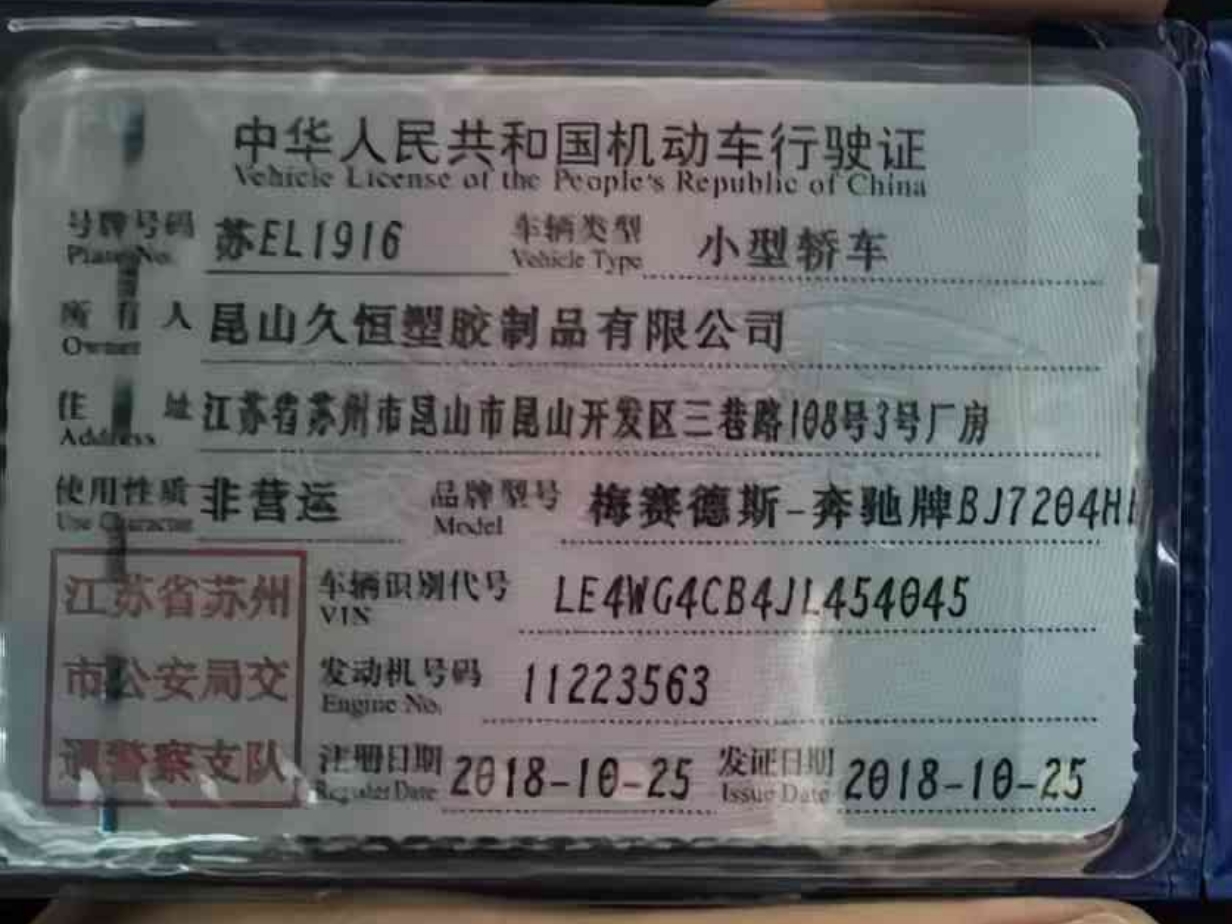 中华人民共和国机动车行驶证
Vehicle License of the People's Republic of China
号牌号码 苏EL1916 车辆类型 小型轿车
Plate No. Vehicle Type
所有人 昆山久恒塑胶制品有限公司
Owner
住址 江苏省苏州市昆山市昆山开发区三巷路108号3号厂房
Address
使用性质 非营运 品牌型号 梅赛德斯-奔驰牌BJ7204H
Use Character Model
江苏省苏州
市公安局交
通警察支队
车辆识别代号 LE4WG4CB4JL454045
VIN
发动机号码 11223563
Engine No.
注册日期 2018-10-25 发证日期 2018-10-25
Register Date Issue Date